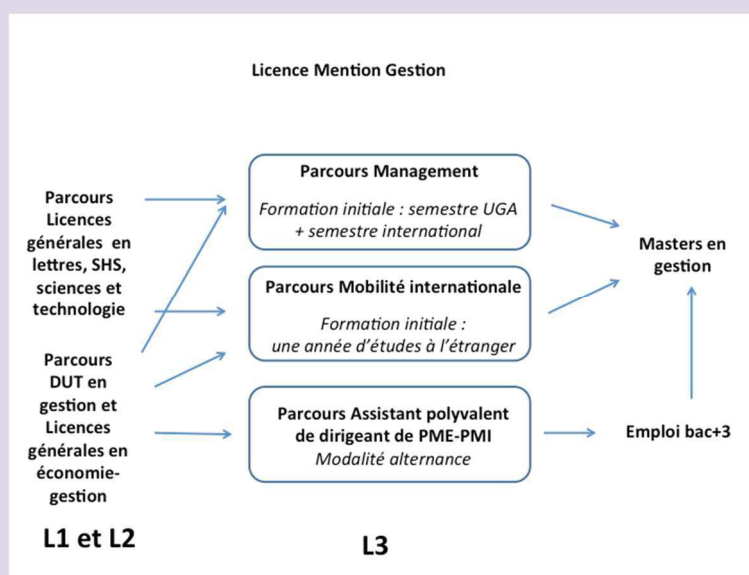 Licence Mention Gestion
Parcours
Licences
générales en
lettres, SHS,
sciences et
technologie
Parcours
DUT en
gestion et
Licences
générales en
économie-
gestion
L1 et L2
Parcours Management
Formation initiale : semestre UGA
+ semestre international
Parcours Mobilité internationale
Formation initiale :
une année d'études à l'étranger
Parcours Assistant polyvalent
de dirigeant de PME-PMI
Modalité alternance
L3
Masters en
gestion
Emploi bac+3